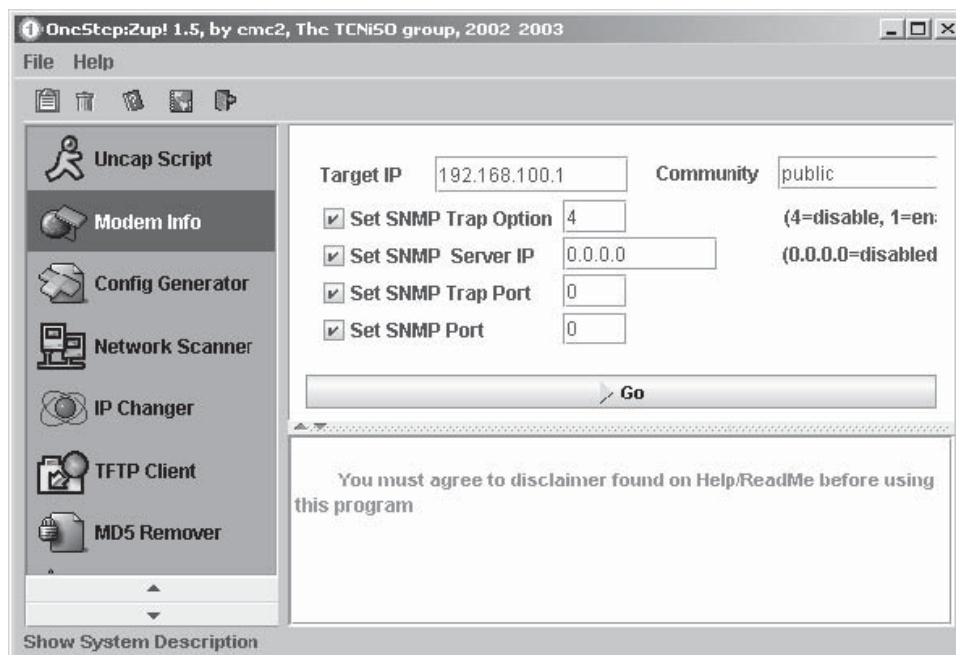 OneStep:Zup! 1.5, by emc2, The TCNiSO group, 2002-2003
File Help
Uncap Script
Modem Info
Config Generator
Network Scanner
IP Changer
TFTP Client
MD5 Remover
Target IP 192.168.100.1 Community public
Set SNMP Trap Option 4 (4=disable, 1=en
Set SNMP Server IP 0.0.0.0 (0.0.0.0=disabled
Set SNMP Trap Port 0
Set SNMP Port 0
Go
You must agree to disclaimer found on Help/ReadMe before using
this program
Show System Description